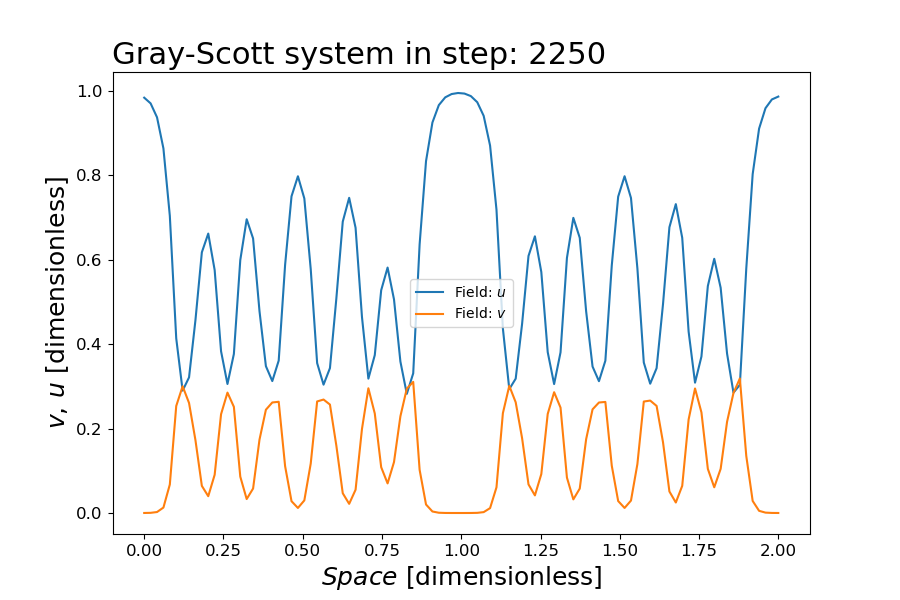 Gray-Scott system in step: 2250
v, u [dimensionless]
1.0
0.8
0.6
0.4
0.2
0.0
Field: u
Field: v
0.00 0.25 0.50 0.75 1.00 1.25 1.50 1.75 2.00
Space [dimensionless]